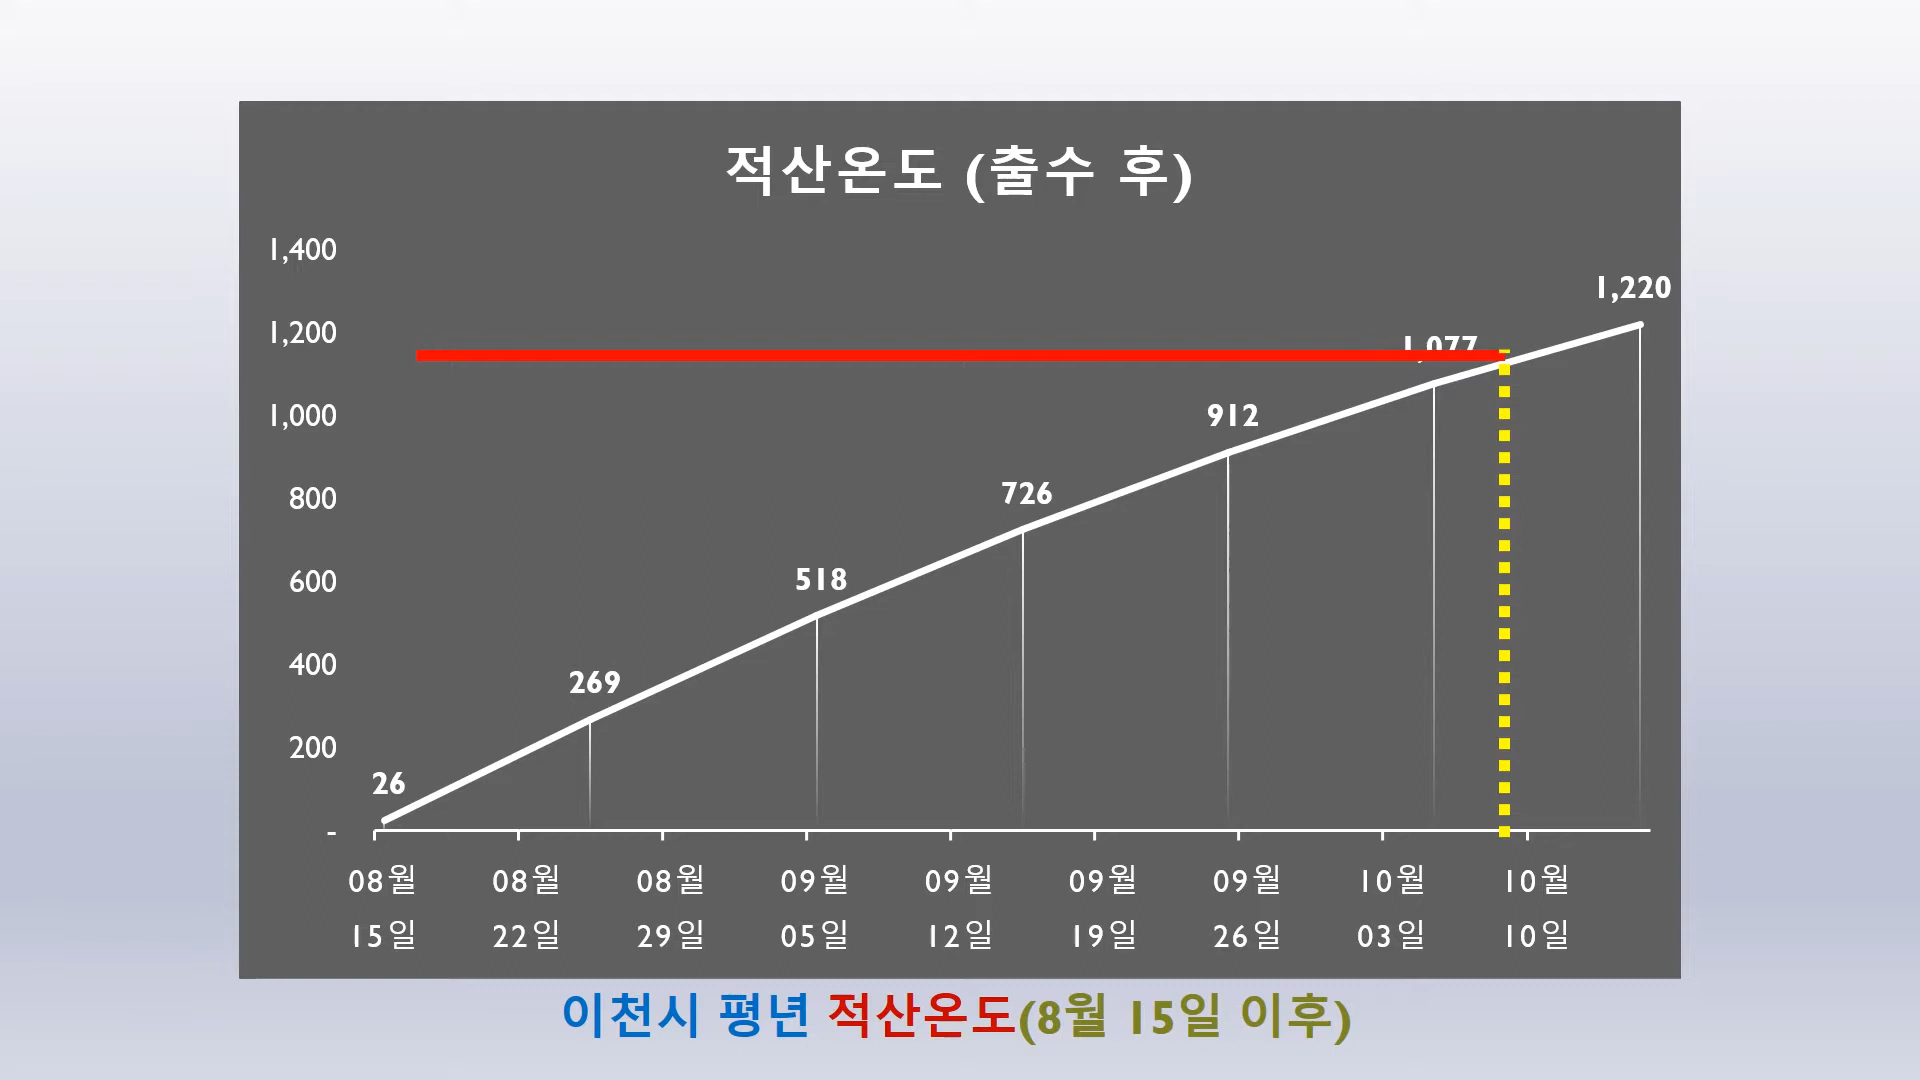 적산온도 (출수 후)
1,400
1,200
1,000
800
600
400
200
-
26
269
518
726
912
1,077
1,220
08월 15일
08월 22일
08월 29일
09월 05일
09월 12일
09월 19일
09월 26일
10월 03일
10월 10일
이천시 평년 적산온도(8월 15일 이후)